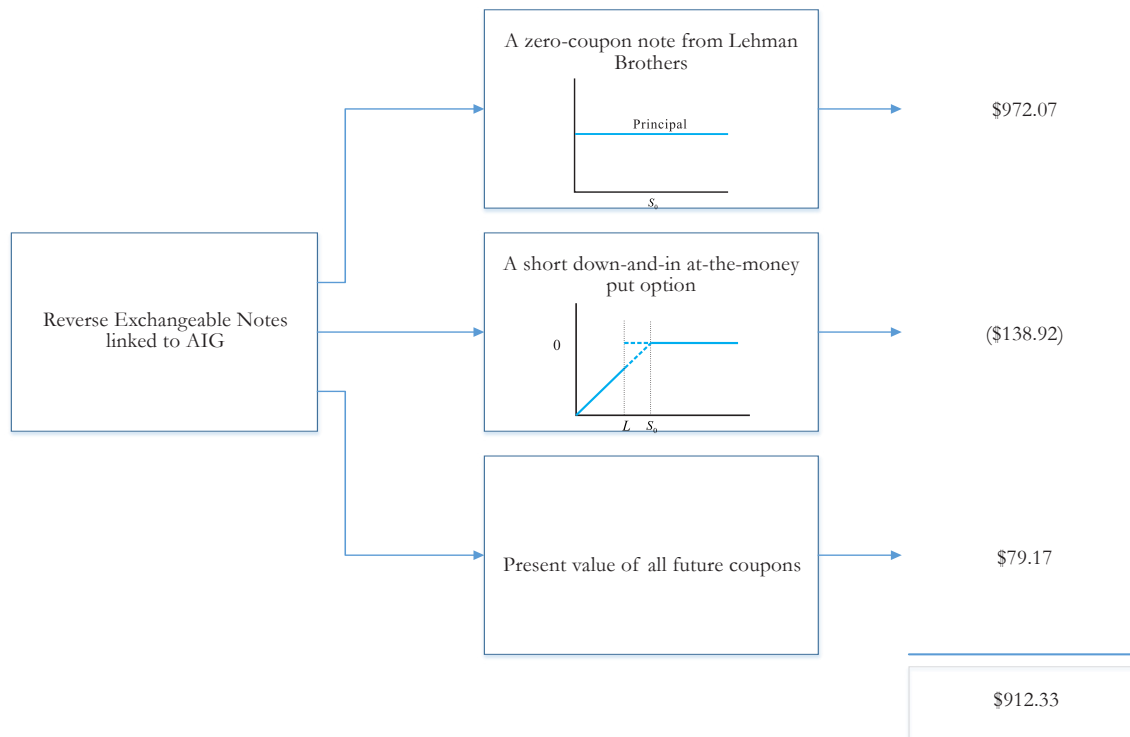 A zero-coupon note from Lehman
Brothers
Principal
S₀
$972.07
Reverse Exchangeable Notes
linked to AIG
A short down-and-in at-the-money
put option
0
L S₀
($138.92)
Present value of all future coupons
$79.17
$912.33